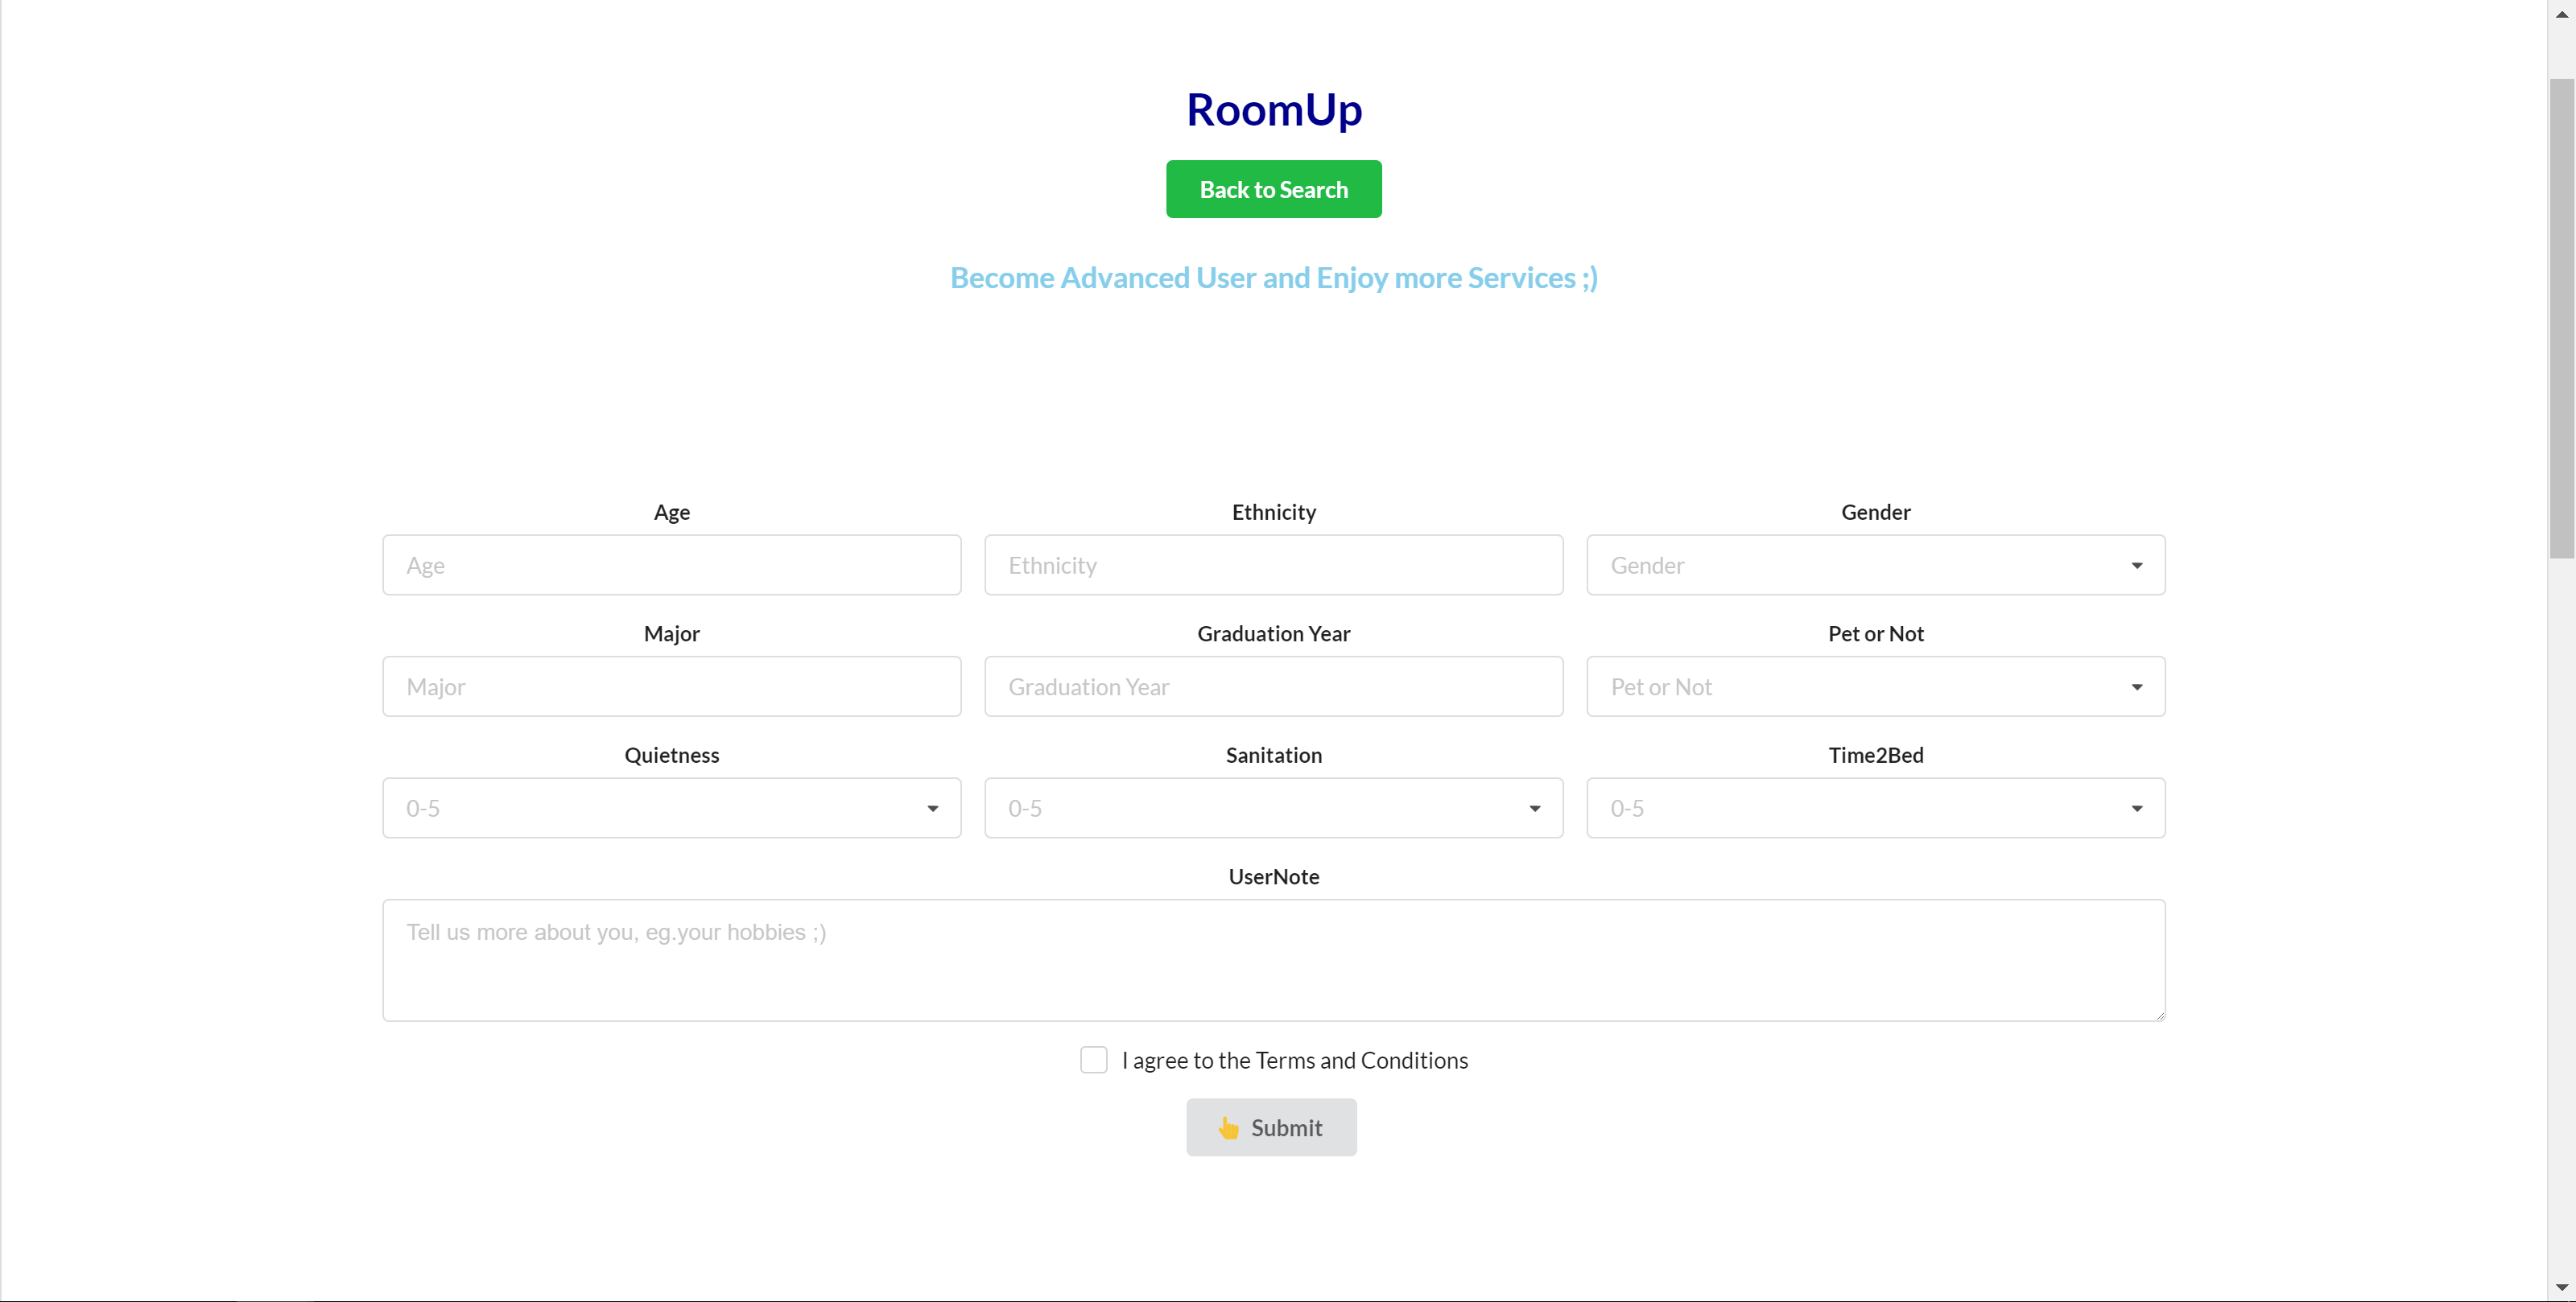 RoomUp
Back to Search
Become Advanced User and Enjoy more Services ;)
Age Ethnicity Gender
Age Ethnicity Gender
Major Graduation Year Pet or Not
Major Graduation Year Pet or Not
Quietness Sanitation Time2Bed
0-5 0-5 0-5
UserNote
Tell us more about you, eg.your hobbies ;)
I agree to the Terms and Conditions
Submit